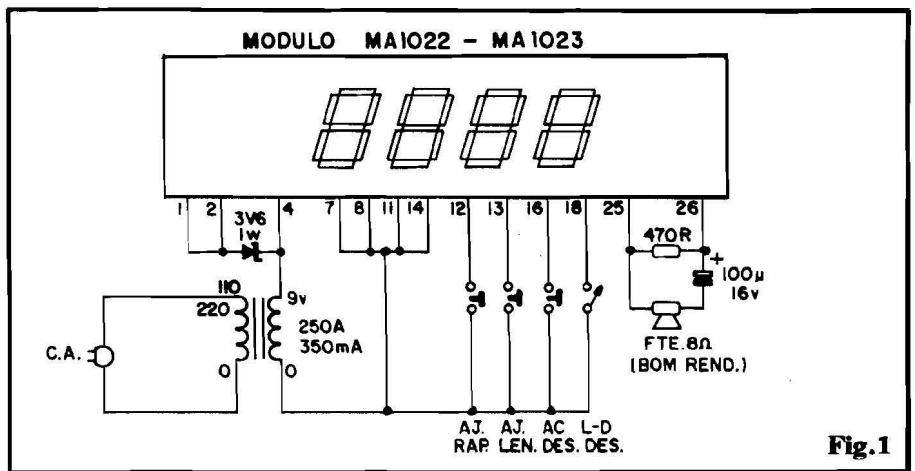 MODULO MA1022 - MA1023
1 2 4 7 8 11 14 12 13 16 18 25 26
3V6
1W
470R
+
100µ
16v
110
220
9v
250A
350mA
C.A.
0 0
FTE.8Ω
(BOM REND.)
AJ. AJ. AC L-D
RAP. LEN. DES. DES.
Fig.1